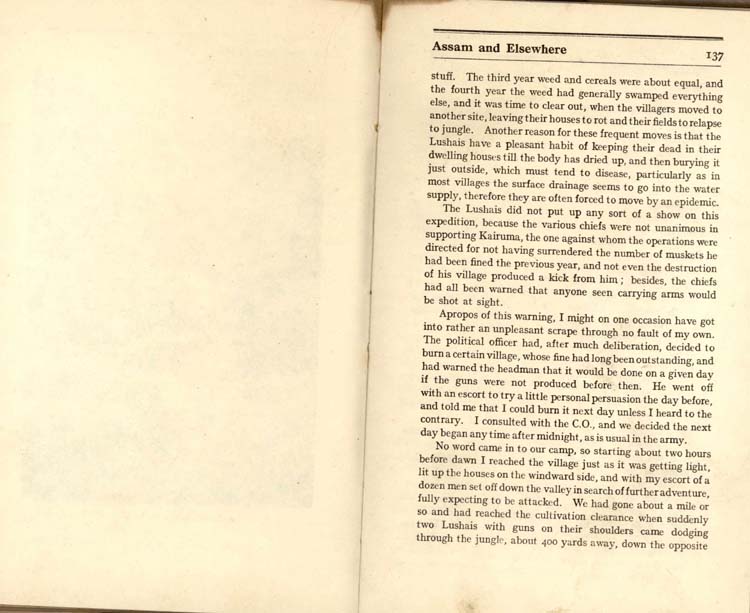 Assam and Elsewhere 137
stuff. The third year weed and cereals were about equal, and
the fourth year the weed had generally swamped everything
else, and it was time to clear out, when the villagers moved to
another site, leaving their houses to rot and their fields to relapse
to jungle. Another reason for these frequent moves is that the
Lushais have a pleasant habit of keeping their dead in their
dwelling houses till the body has dried up, and then burying it
just outside, which must tend to disease, particularly as in
most villages the surface drainage seems to go into the water
supply, therefore they are often forced to move by an epidemic.
The Lushais did not put up any sort of a show on this
expedition, because the various chiefs were not unanimous in
supporting Kairuma, the one against whom the operations were
directed for not having surrendered the number of muskets he
had been fined the previous year, and not even the destruction
of his village produced a kick from him ; besides, the chiefs
had all been warned that anyone seen carrying arms would
be shot at sight.
Apropos of this warning, I might on one occasion have got
into rather an unpleasant scrape through no fault of my own.
The political officer had, after much deliberation, decided to
burn a certain village, whose fine had long been outstanding, and
had warned the headman that it would be done on a given day
if the guns were not produced before then. He went off
with an escort to try a little personal persuasion the day before,
and told me that I could burn it next day unless I heard to the
contrary. I consulted with the C.O., and we decided the next
day began any time after midnight, as is usual in the army.
No word came in to our camp, so starting about two hours
before dawn I reached the village just as it was getting light,
lit up the houses on the windward side, and with my escort of a
dozen men set off down the valley in search of further adventure,
fully expecting to be attacked. We had gone about a mile or
so and had reached the cultivation clearance when suddenly
two Lushais with guns on their shoulders came dodging
through the jungle, about 400 yards away, down the opposite